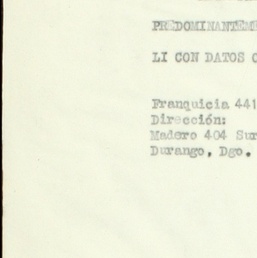 PREDOMINANTEME
LI CON DATOS C
Franquicia 441
Dirección:
Madero 404 Sur
Durango, Dgo.